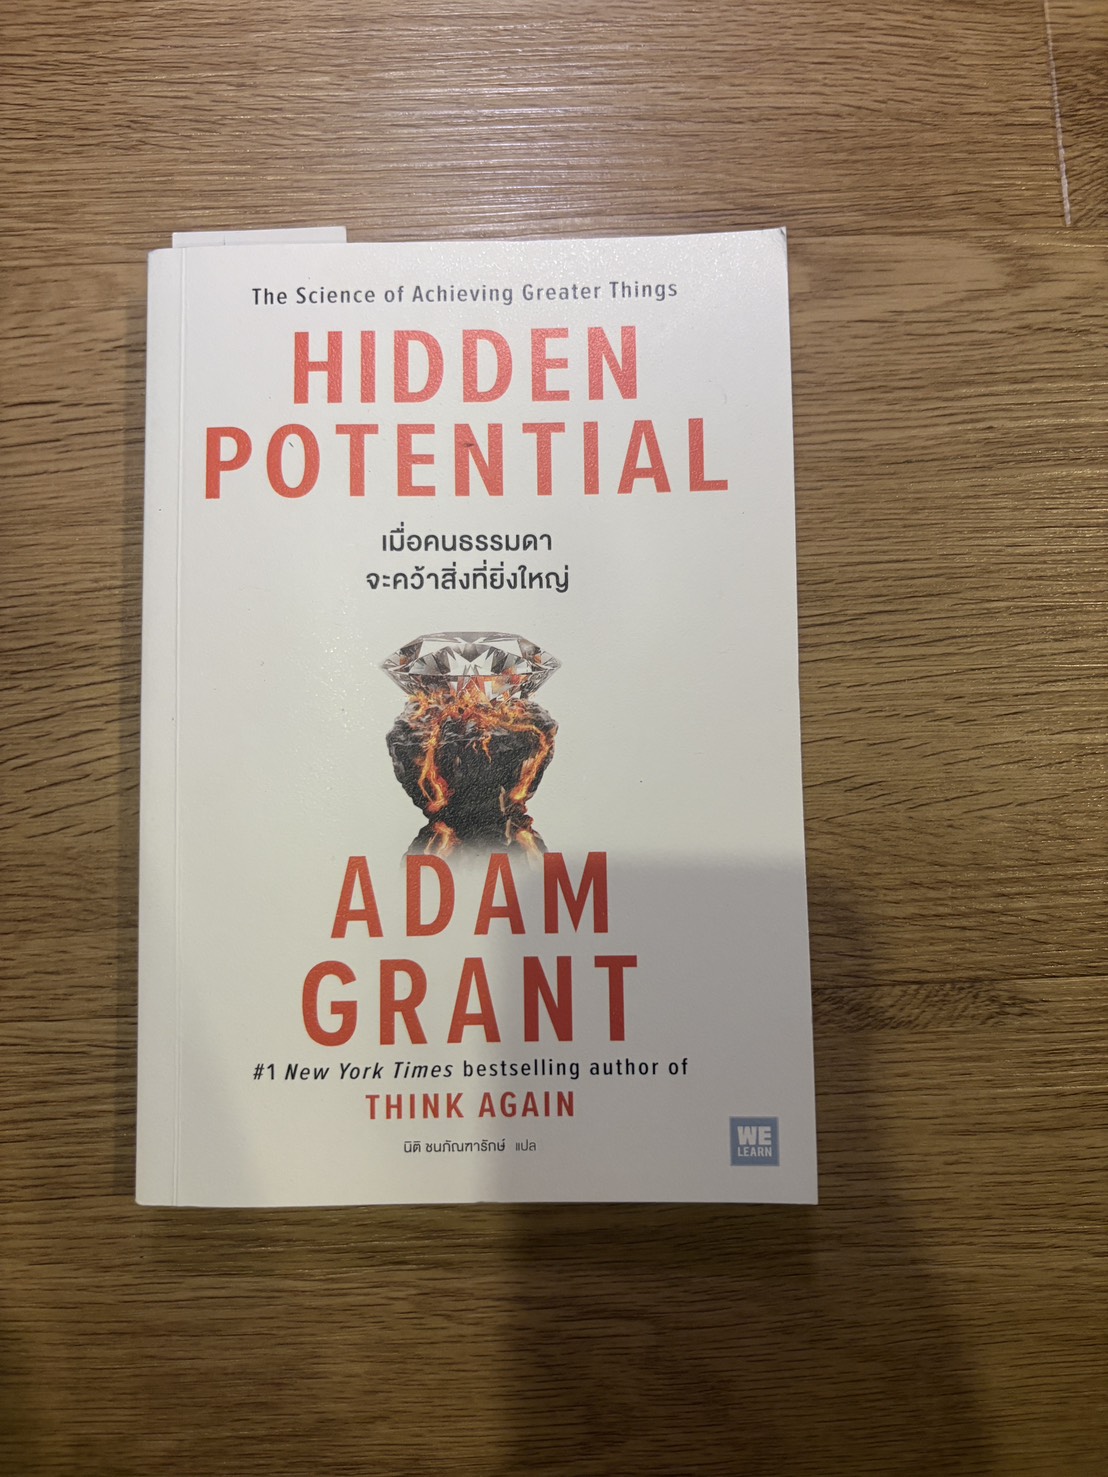 The Science of Achieving Greater Things
HIDDEN
POTENTIAL
เมื่อคนธรรมดา
จะคว้าสิ่งที่ยิ่งใหญ่
ADAM
GRANT
#1 New York Times bestselling author of
THINK AGAIN
นิติ ชนภัณฑารักษ์ แปล
WE
LEARN